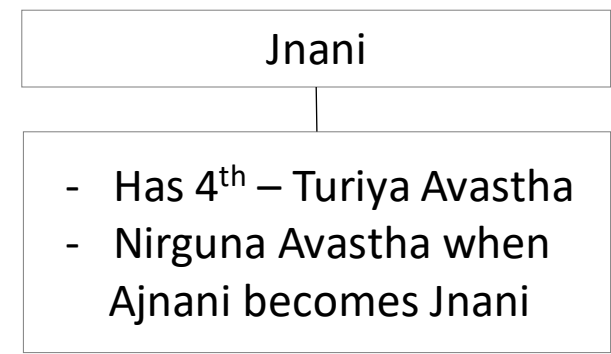 Jnani
- Has 4th – Turiya Avastha
- Nirguna Avastha when
Ajnani becomes Jnani